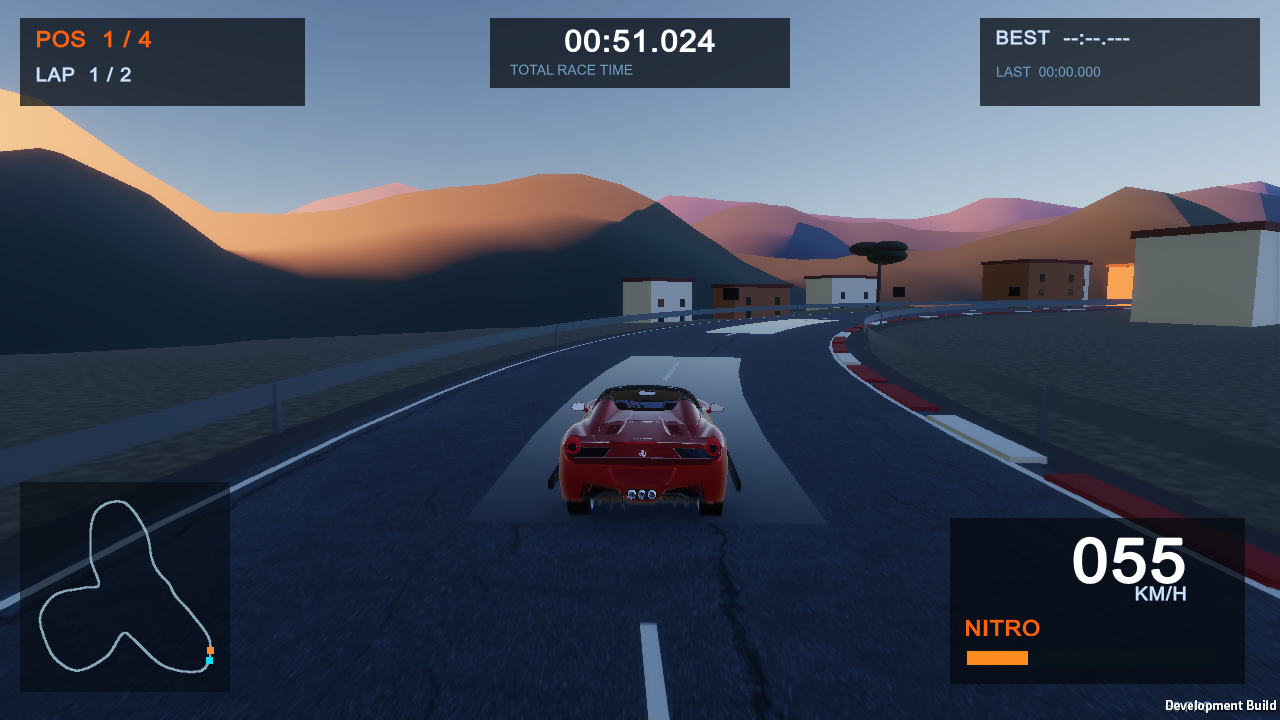 POS 1 / 4
LAP 1 / 2
00:51.024
TOTAL RACE TIME
BEST --:--.---
LAST 00:00.000
055
KM/H
NITRO
Development Build